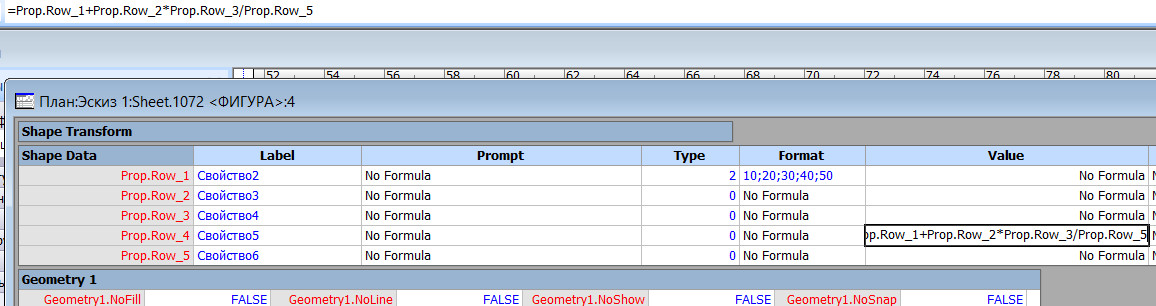 =Prop.Row_1+Prop.Row_2*Prop.Row_3/Prop.Row_5
52 54 56 58 60 62 64 66 68 70 72 74 76 78 80
План:Эскиз 1:Sheet.1072 <ФИГУРА>:4
Shape Transform
Shape Data Label Prompt Type Format Value
Prop.Row_1 Свойство2 No Formula 2 10;20;30;40;50 No Formula
Prop.Row_2 Свойство3 No Formula 0 No Formula No Formula
Prop.Row_3 Свойство4 No Formula 0 No Formula No Formula
Prop.Row_4 Свойство5 No Formula 0 No Formula op.Row_1+Prop.Row_2*Prop.Row_3/Prop.Row_5
Prop.Row_5 Свойство6 No Formula 0 No Formula No Formula
Geometry 1
Geometry1.NoFill FALSE Geometry1.NoLine FALSE Geometry1.NoShow FALSE Geometry1.NoSnap FALSE